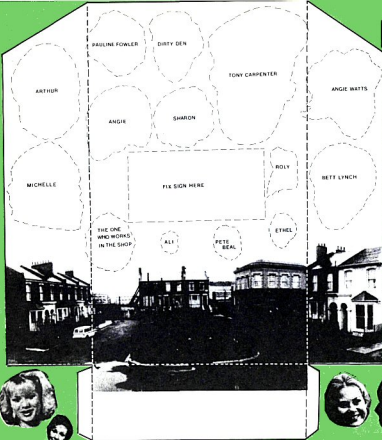 PAULINE FOWLER
DIRTY DEN
TONY CARPENTER
ARTHUR
ANGIE WATTS
ANGIE
SHARON
ROLY
MICHELLE
FIX SIGN HERE
BETT LYNCH
THE ONE
WHO WORKS
IN THE SHOP
ALI
PETE
BEAL
ETHEL